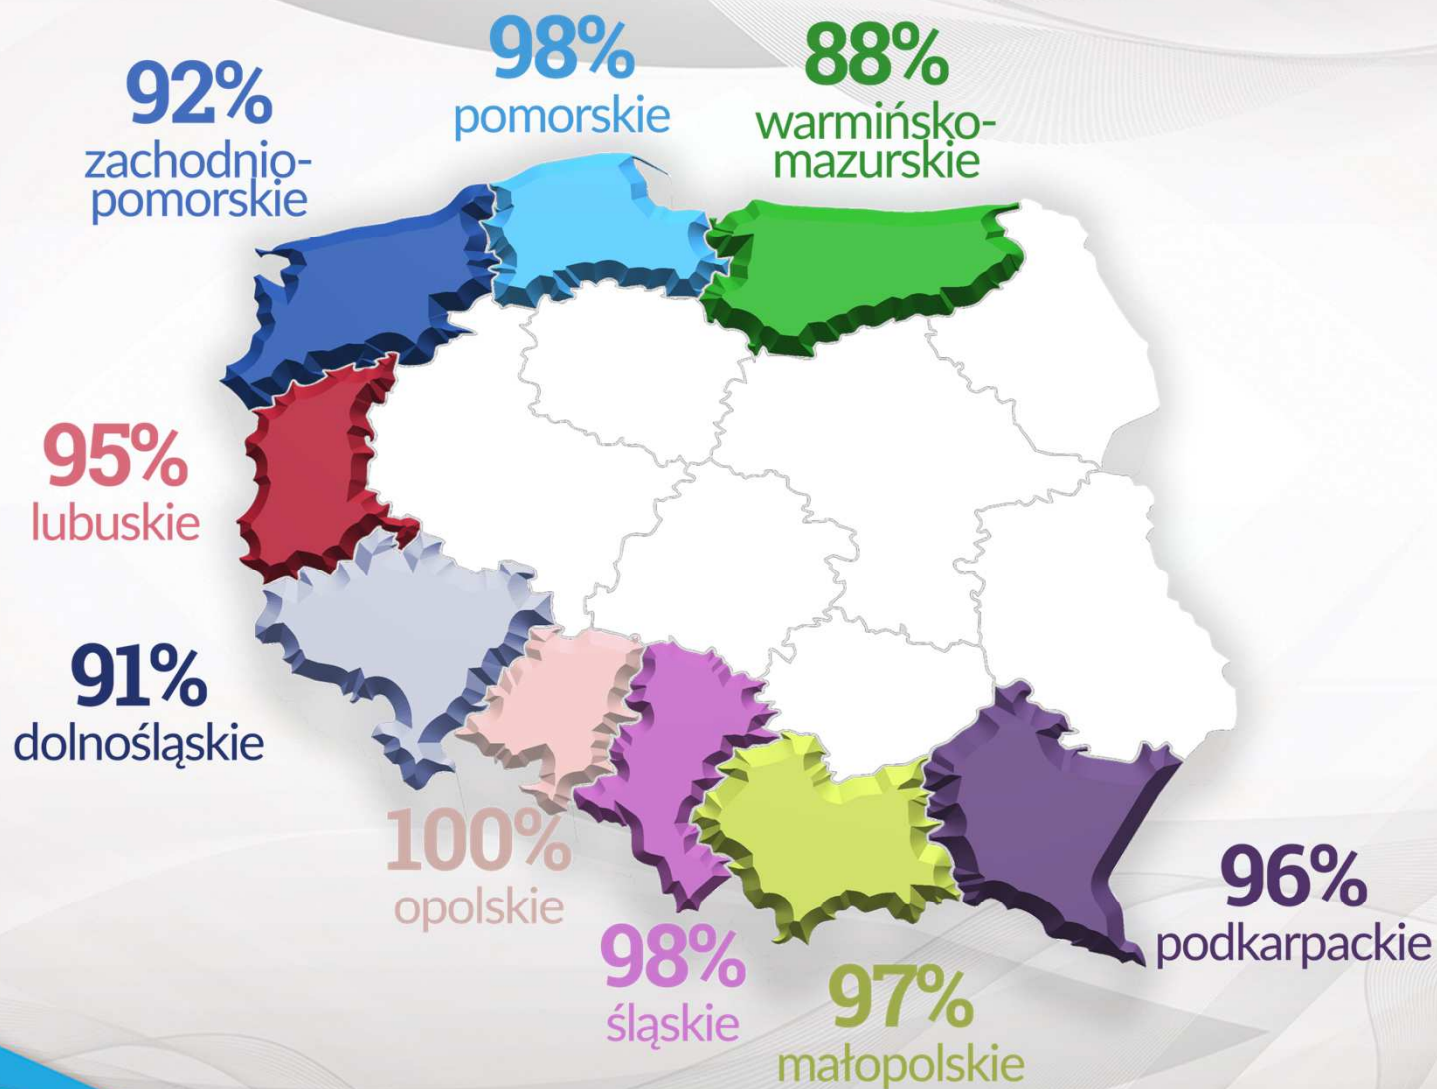 98%
pomorskie
88%
warmińsko-
mazurskie
92%
zachodnio-
pomorskie
95%
lubuskie
91%
dolnośląskie
100%
opolskie
98%
śląskie
97%
małopolskie
96%
podkarpackie